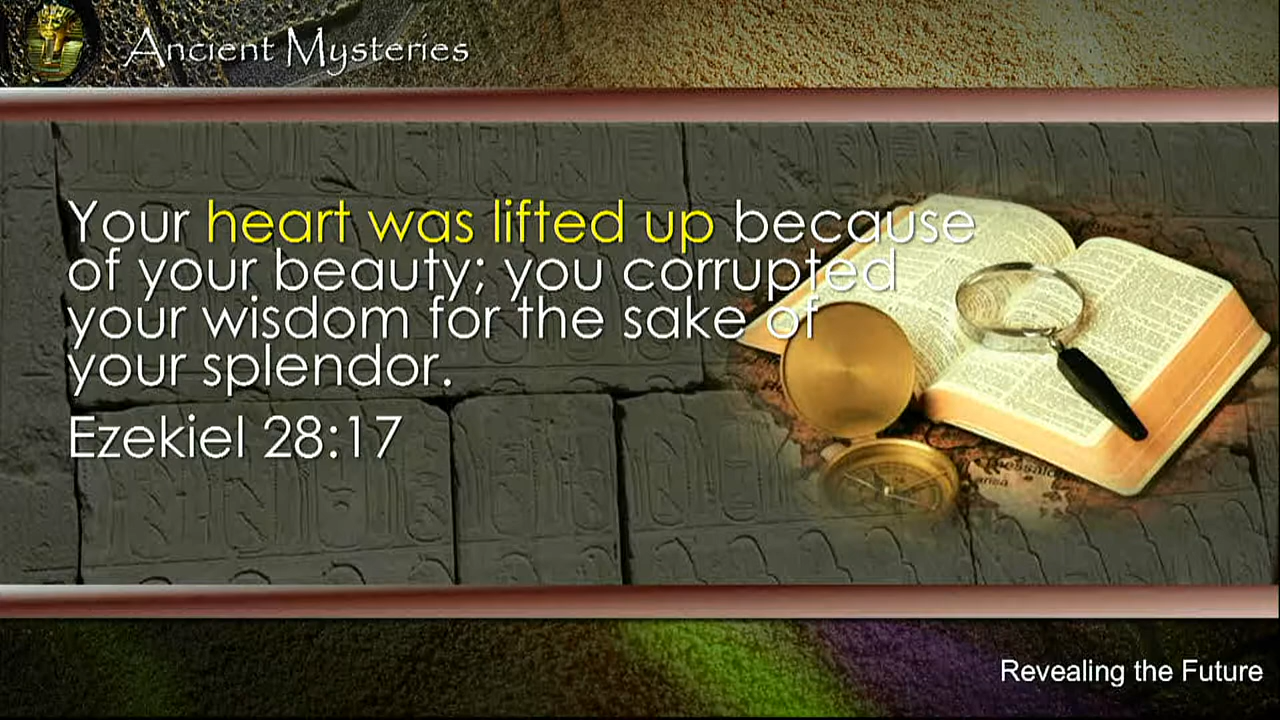 Ancient Mysteries
Your heart was lifted up because
of your beauty; you corrupted
your wisdom for the sake of
your splendor.
Ezekiel 28:17
Revealing the Future